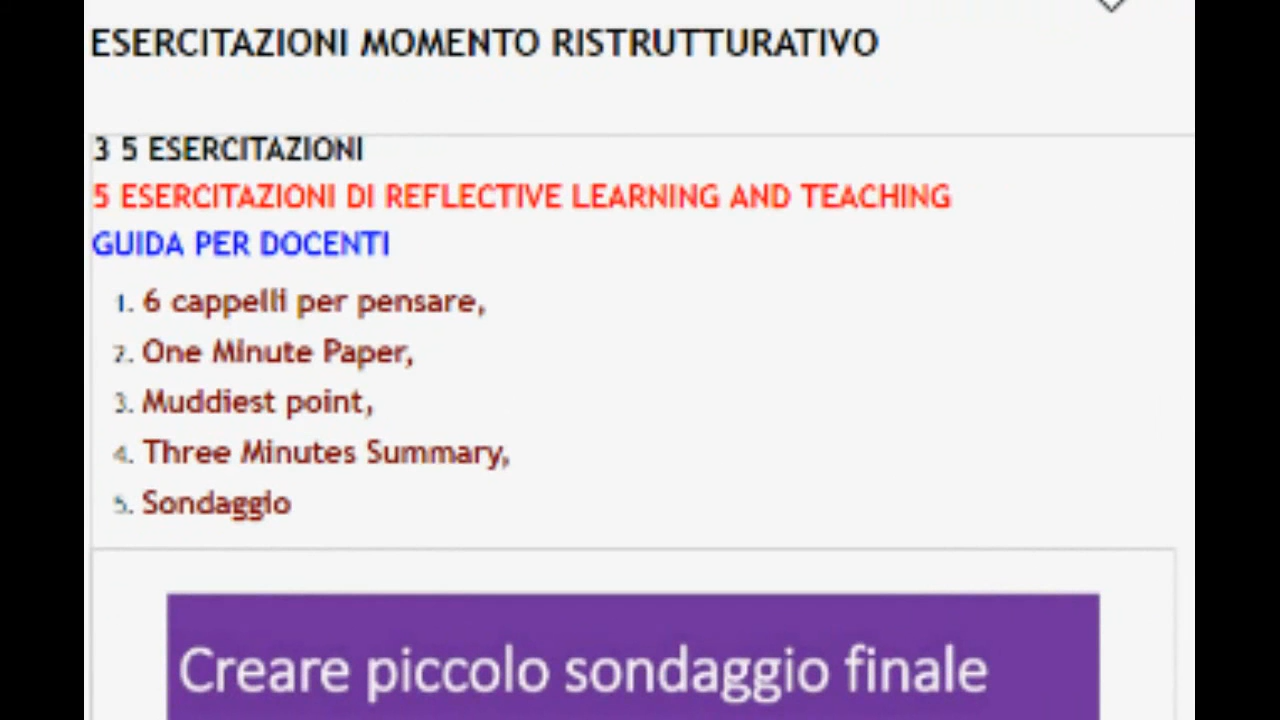 ESERCITAZIONI MOMENTO RISTRUTTURATIVO
3 5 ESERCITAZIONI
5 ESERCITAZIONI DI REFLECTIVE LEARNING AND TEACHING
GUIDA PER DOCENTI
1. 6 cappelli per pensare,
2. One Minute Paper,
3. Muddiest point,
4. Three Minutes Summary,
5. Sondaggio
Creare piccolo sondaggio finale